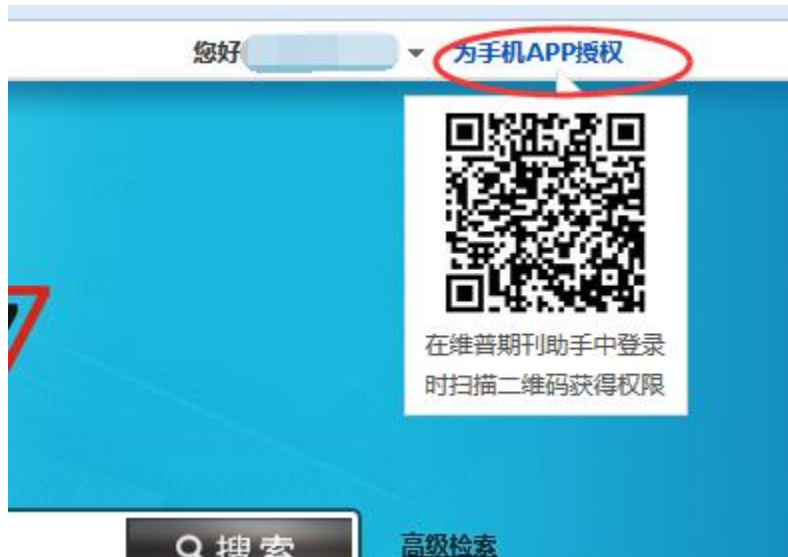 您好
为手机APP授权
在维普期刊助手中登录
时扫描二维码获得权限
搜索
高级检索